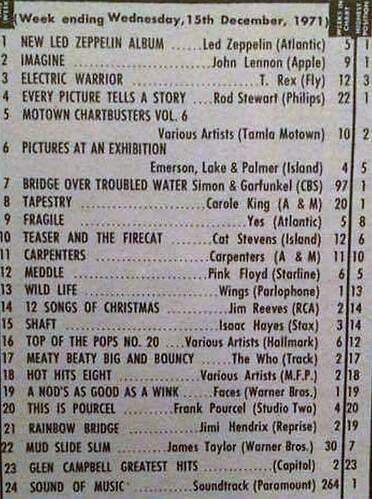 WEEK
(Week ending Wednesday, 15th December, 1971)
WEEKS IN CHART
HIGHEST POSITION
1 NEW LED ZEPPELIN ALBUM .. Led Zeppelin (Atlantic) 5 1
2 IMAGINE ........ John Lennon (Apple) 9 1
3 ELECTRIC WARRIOR ........ T. Rex (Fly) 12 3
4 EVERY PICTURE TELLS A STORY .... Rod Stewart (Philips) 22 1
5 MOTOWN CHARTBUSTERS VOL. 6
Various Artists (Tamla Motown) 10 2
6 PICTURES AT AN EXHIBITION
Emerson, Lake & Palmer (Island) 4 5
7 BRIDGE OVER TROUBLED WATER Simon & Garfunkel (CBS) 97 1
8 TAPESTRY ........ Carole King (A & M) 20 1
9 FRAGILE ........ Yes (Atlantic) 5 8
10 TEASER AND THE FIRECAT .... Cat Stevens (Island) 12 6
11 CARPENTERS ........ Carpenters (A & M) 11 10
12 MEDDLE ........ Pink Floyd (Starline) 6 5
13 WILD LIFE ........ Wings (Parlophone) 1 13
14 12 SONGS OF CHRISTMAS ........ Jim Reeves (RCA) 2 14
15 SHAFT ........ Isaac Hayes (Stax) 3 14
16 TOP OF THE POPS NO. 20 .. Various Artists (Hallmark) 6 12
17 MEATY BEATY BIG AND BOUNCY .... The Who (Track) 2 17
18 HOT HITS EIGHT ........ Various Artists (M.F.P.) 2 18
19 A NOD'S AS GOOD AS A WINK .. Faces (Warner Bros.) 1 19
20 THIS IS POURCEL .... Frank Pourcel (Studio Two) 4 20
21 RAINBOW BRIDGE .... Jimi Hendrix (Reprise) 2 19
22 MUD SLIDE SLIM ...... James Taylor (Warner Bros.) 30 7
23 GLEN CAMPBELL GREATEST HITS ...... (Capitol) 2 23
24 SOUND OF MUSIC ........ Soundtrack (Paramount) 264 1